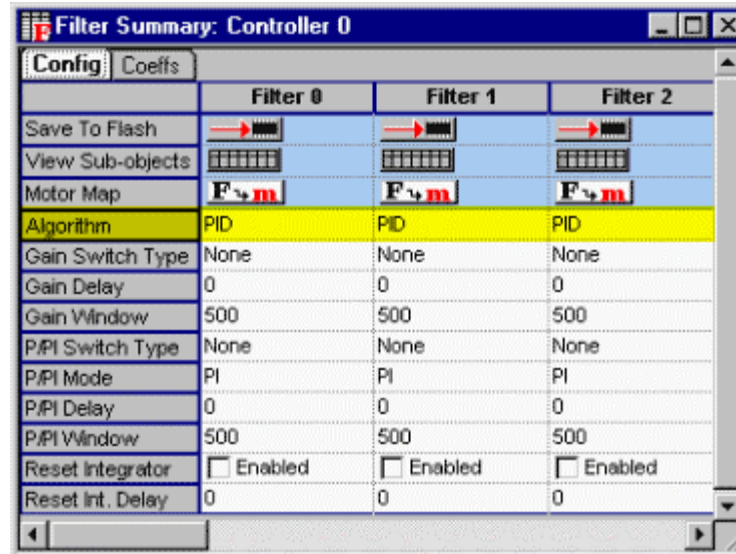 Filter Summary: Controller 0
Config Coeffs
Filter 0 Filter 1 Filter 2
Save To Flash
View Sub-objects
Motor Map F m F m F m
Algorithm PID PID PID
Gain Switch Type None None None
Gain Delay 0 0 0
Gain Window 500 500 500
P/PI Switch Type None None None
P/PI Mode PI PI PI
P/PI Delay 0 0 0
P/PI Window 500 500 500
Reset Integrator Enabled Enabled Enabled
Reset Int. Delay 0 0 0